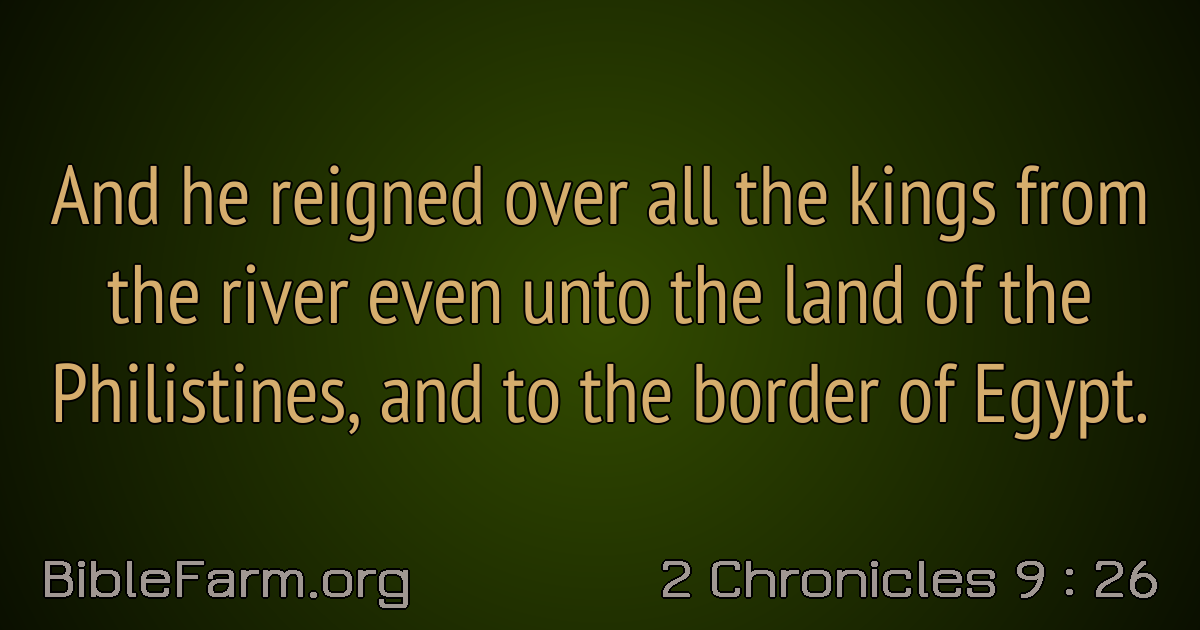 And he reigned over all the kings from
the river even unto the land of the
Philistines, and to the border of Egypt.
BibleFarm.org
2 Chronicles 9 : 26